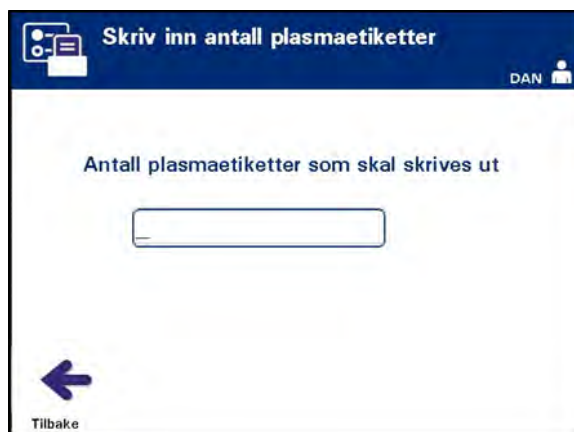 Skriv inn antall plasmaetiketter
DAN
Antall plasmaetiketter som skal skrives ut
_
Tilbake